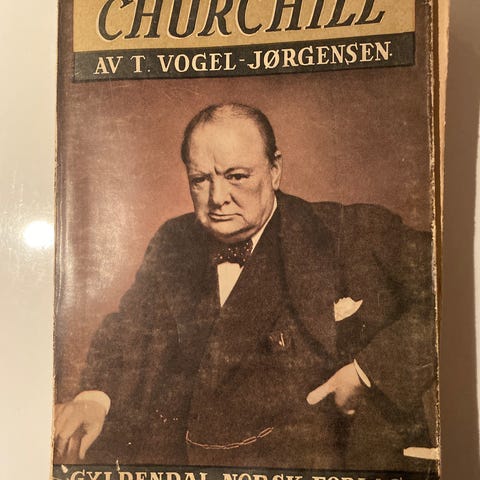 CHURCHILL
AV T. VOGEL-JØRGENSEN.
GYLDENDAL NORSK FORLAG